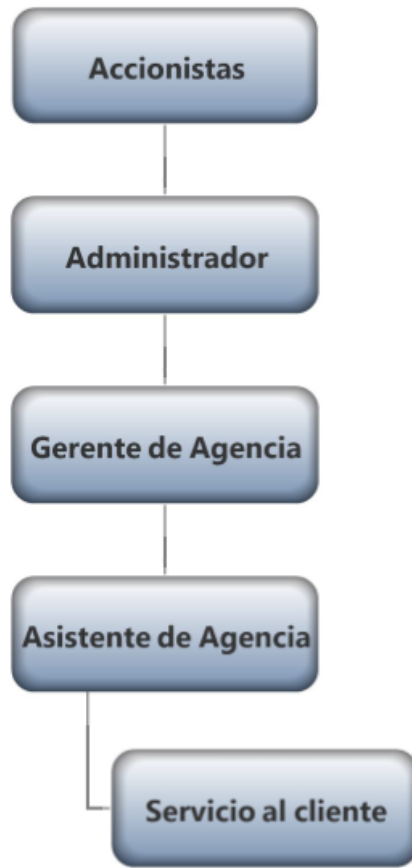 Accionistas
Administrador
Gerente de Agencia
Asistente de Agencia
Servicio al cliente